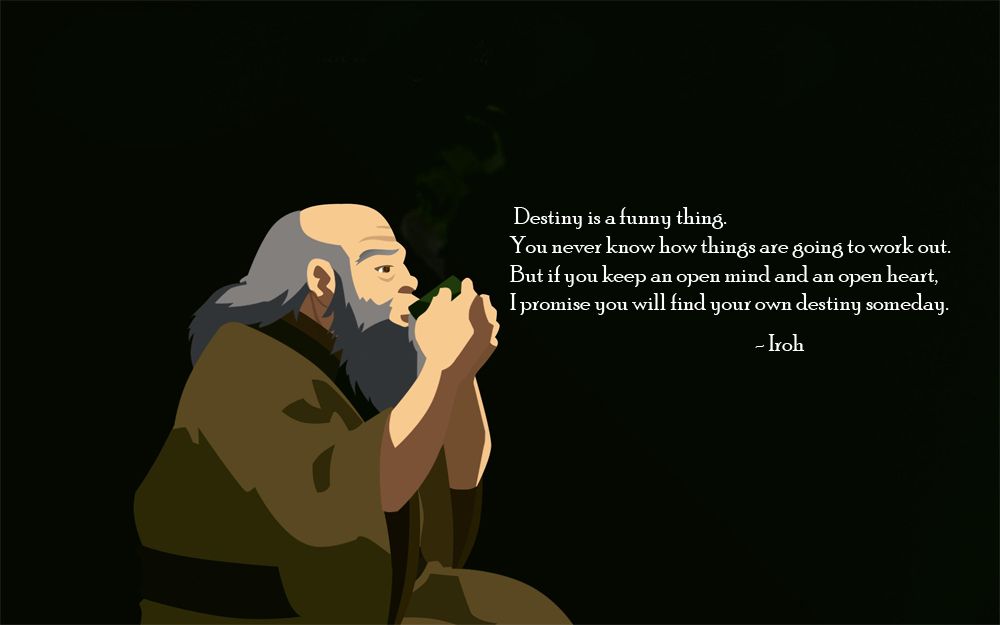 Destiny is a funny thing.
You never know how things are going to work out.
But if you keep an open mind and an open heart,
I promise you will find your own destiny someday.
~ Iroh